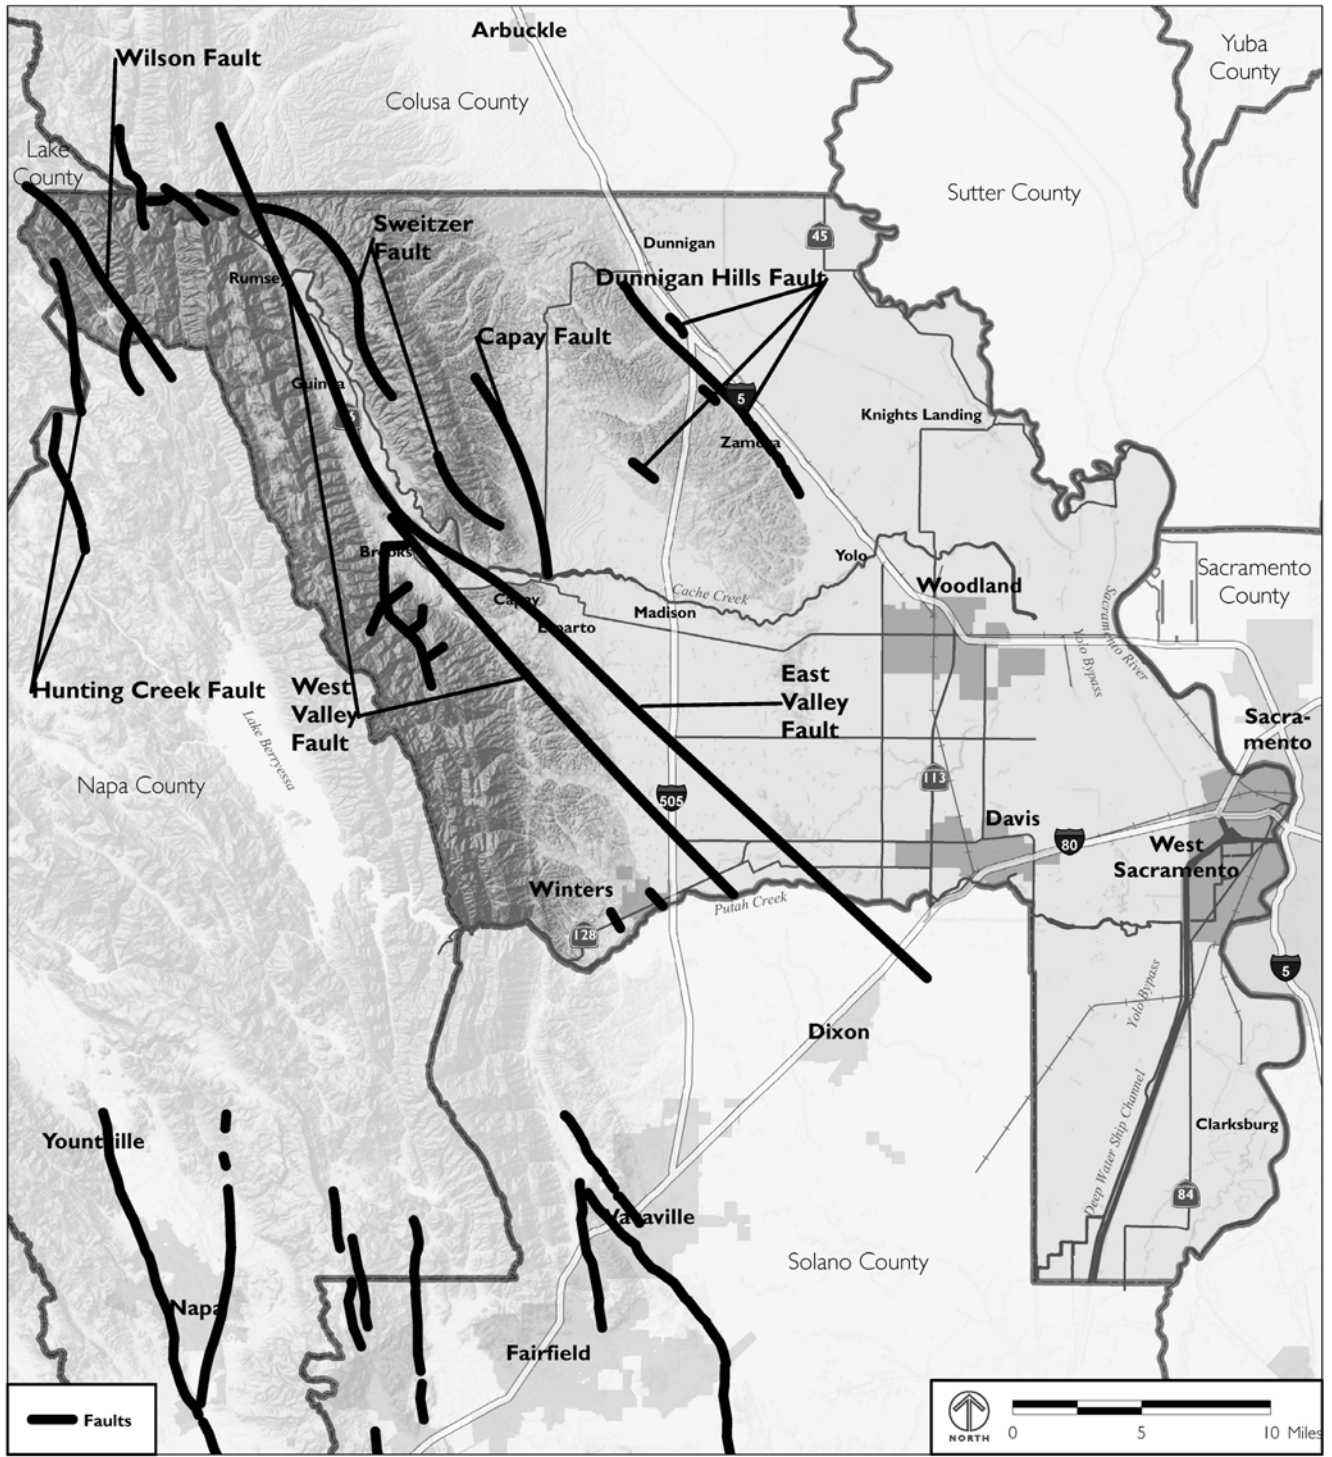 Arbuckle
Yuba
County
Wilson Fault
Colusa County
Lake
County
Sutter County
Sweitzer
Fault
45
Dunnigan
Rumsey
Dunnigan Hills Fault
Capay Fault
Guinda
5
Knights Landing
Zamora
Brooks
Yolo
Sacramento
County
Woodland
Cache Creek
Capay
Madison
Esparto
Sacramento River
Yolo Bypass
Hunting Creek Fault
West
Valley
Fault
East
Valley
Fault
Lake Berryessa
Sacra-
mento
Napa County
113
505
Davis
80
West
Sacramento
Winters
Putah Creek
128
5
Yolo Bypass
Dixon
Deep Water Ship Channel
Clarksburg
Yountville
84
Vacaville
Solano County
Napa
Fairfield
Faults
NORTH
0 5 10 Miles